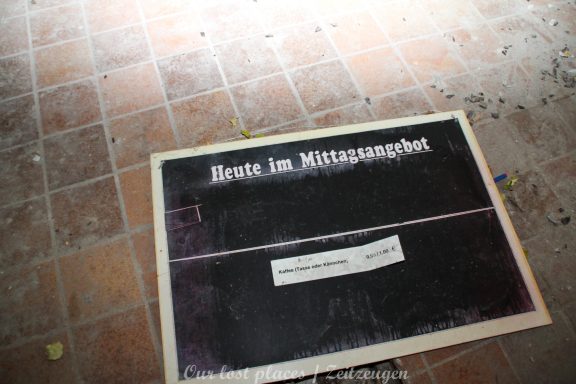 Heute im Mittagsangebot
Kaffee (Tasse oder Kännchen) €
Our lost places | Zeitzeugen